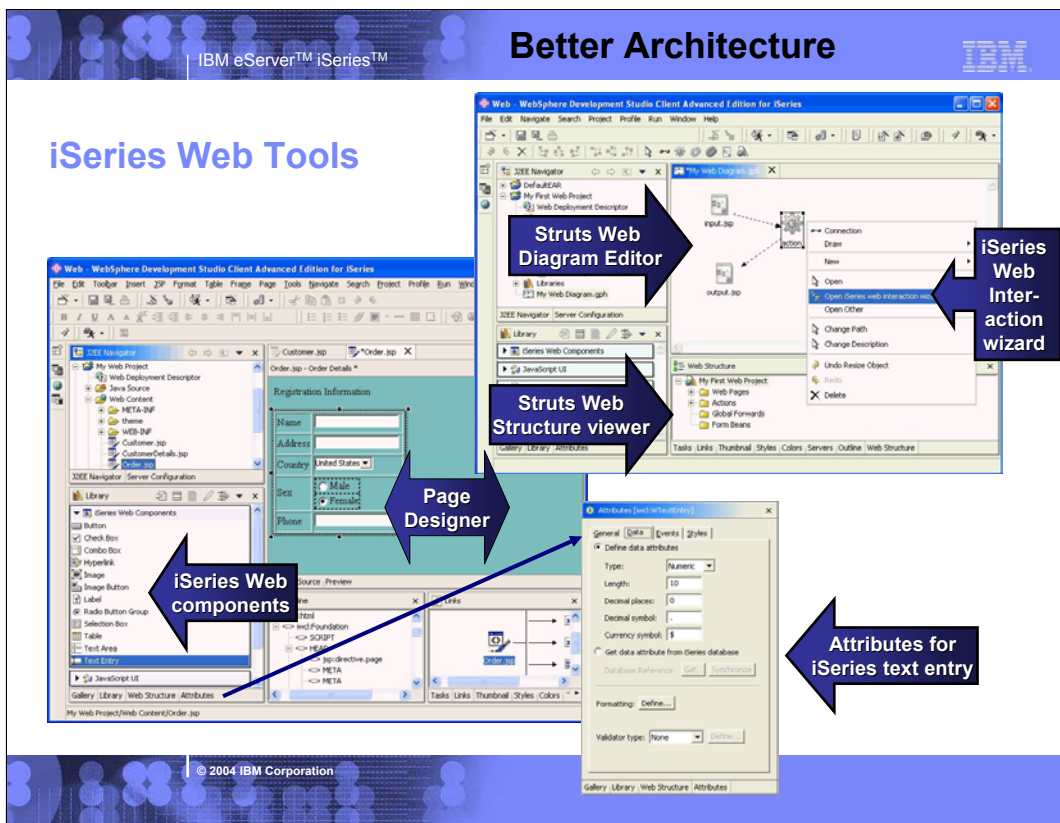 IBM eServer™ iSeries™
Better Architecture
IBM
iSeries Web Tools
Web - WebSphere Development Studio Client Advanced Edition for iSeries
File Edit Navigate Search Project Profile Run Window Help
J2EE Navigator
DefaultEAR
My First Web Project
Web Deployment Descriptor
Libraries
My Web Diagram.gph
J2EE Navigator Server Configuration
Library
iSeries Web Components
JavaScript UI
Gallery Library Attributes
*My Web Diagram.gph
input.jsp
action
output.jsp
Connection
Draw
New
Open
Open iSeries web interaction
Open Other
Change Path
Change Description
Undo Resize Object
Redo
Delete
Web Structure
My First Web Project
Web Pages
Actions
Global Forwards
Form Beans
Tasks Links Thumbnail Styles Colors Servers Outline Web Structure
Struts Web
Diagram Editor
iSeries
Web
Inter-
action
wizard
Struts Web
Structure viewer
Web - WebSphere Development Studio Client Advanced Edition for iSeries
File Edit Toolbar Insert JSP Format Table Frame Page Tools Navigate Search Project Profile Run
J2EE Navigator
My Web Project
Web Deployment Descriptor
Java Source
Web Content
META-INF
theme
WEB-INF
Customer.jsp
CustomerDetails.jsp
Order.jsp
J2EE Navigator Server Configuration
Library
iSeries Web Components
Button
Check Box
Combo Box
Hyperlink
Image
Image Button
Label
Radio Button Group
Selection Box
Table
Text Area
Text Entry
JavaScript UI
Gallery Library Web Structure Attributes
My Web Project/Web Content/Order.jsp
Customer.jsp *Order.jsp
Order.jsp - Order Details *
Registration Information
Name
Address
Country United States
Sex Male
Female
Phone
Source Preview
iwcl:Foundation
SCRIPT
HEAD
jsp:directive.page
META
META
Links
Order.jsp
Tasks Links Thumbnail Styles Colors
Page
Designer
iSeries Web
components
Attributes [iwcl:WTextEntry]
General Data Events Styles
Define data attributes
Type: Numeric
Length: 10
Decimal places: 0
Decimal symbol: .
Currency symbol: $
Get data attribute from iSeries database
Database Reference: Get... Synchronize
Formatting: Define...
Validator type: None Define...
Gallery Library Web Structure Attributes
Attributes for
iSeries text entry
© 2004 IBM Corporation